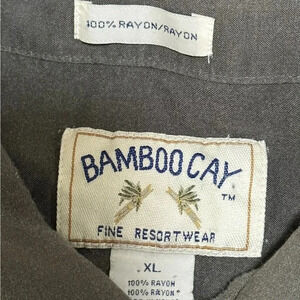 100% RAYON/RAYON
BAMBOO CAY
TM
FINE RESORTWEAR
XL
100% RAYON
100% RAYON